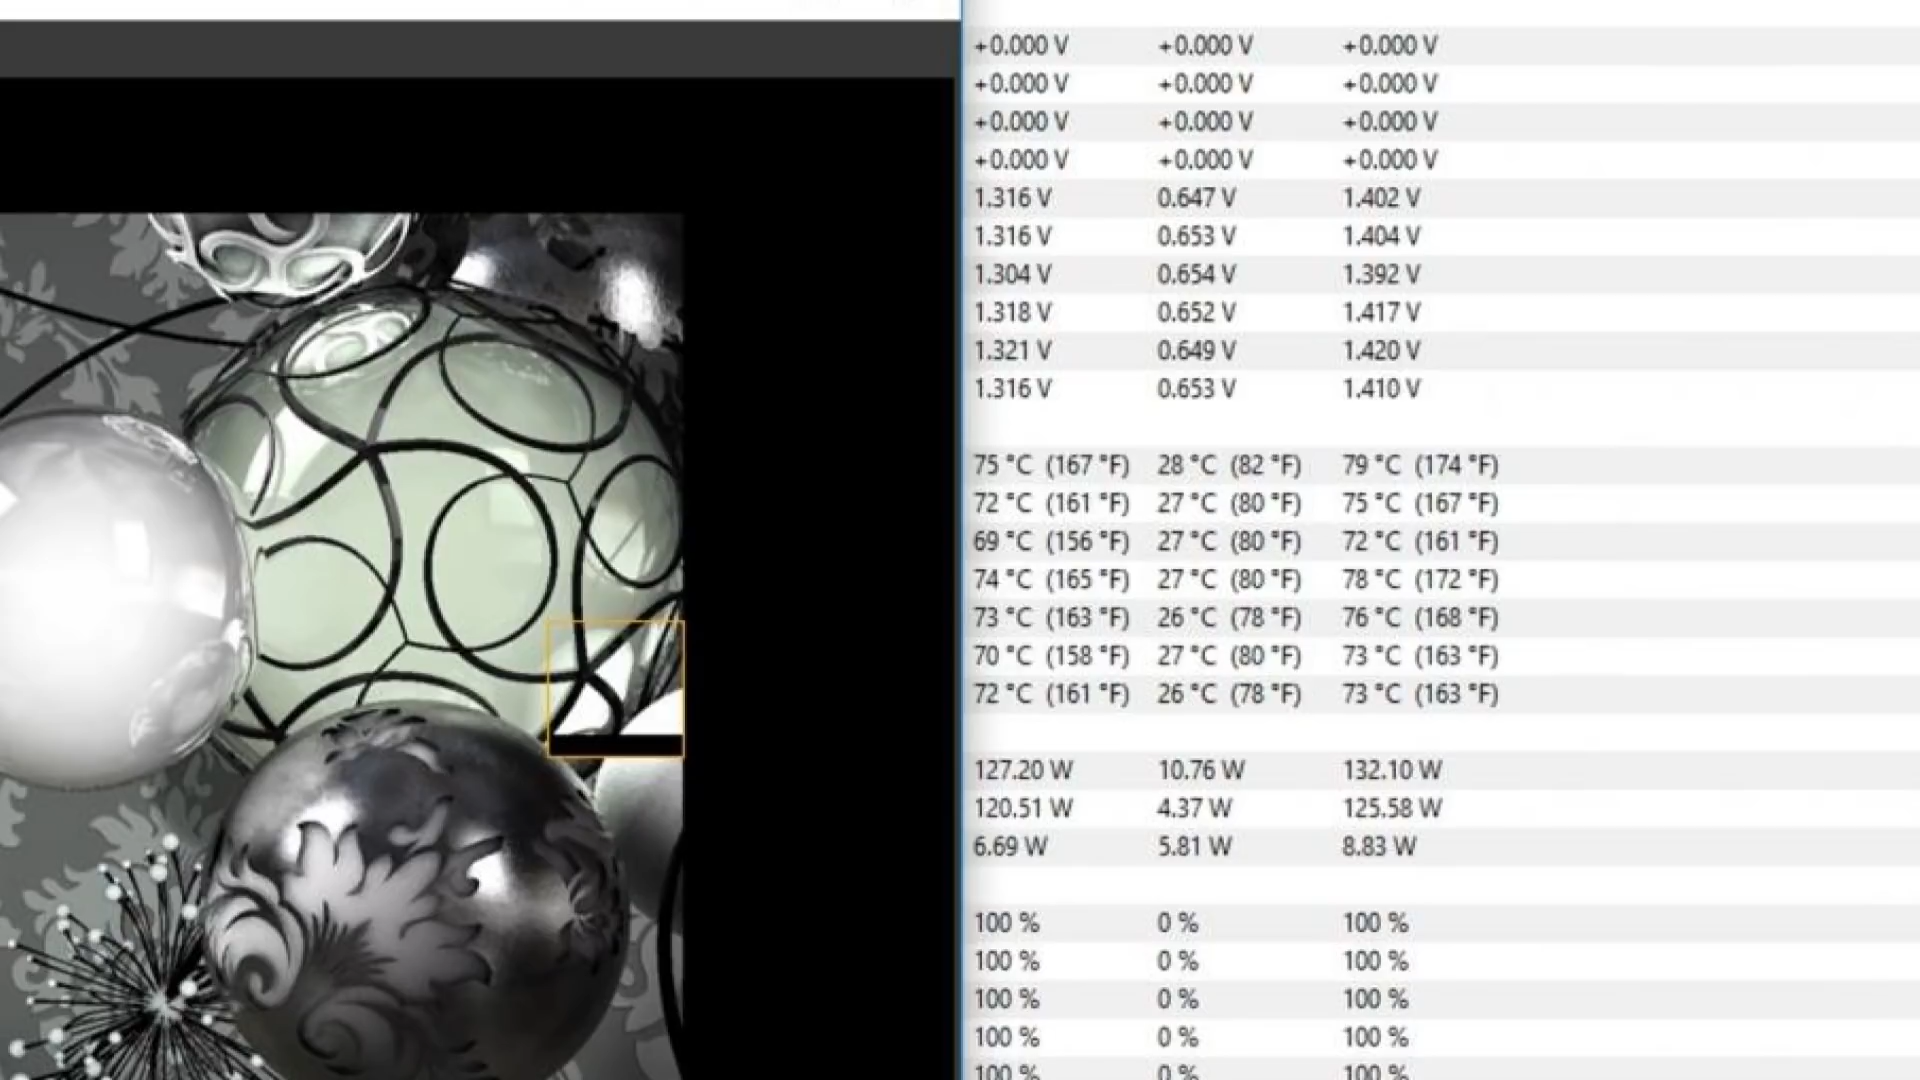 +0.000 V +0.000 V +0.000 V
+0.000 V +0.000 V +0.000 V
+0.000 V +0.000 V +0.000 V
+0.000 V +0.000 V +0.000 V
1.316 V 0.647 V 1.402 V
1.316 V 0.653 V 1.404 V
1.304 V 0.654 V 1.392 V
1.318 V 0.652 V 1.417 V
1.321 V 0.649 V 1.420 V
1.316 V 0.653 V 1.410 V
75 °C (167 °F) 28 °C (82 °F) 79 °C (174 °F)
72 °C (161 °F) 27 °C (80 °F) 75 °C (167 °F)
69 °C (156 °F) 27 °C (80 °F) 72 °C (161 °F)
74 °C (165 °F) 27 °C (80 °F) 78 °C (172 °F)
73 °C (163 °F) 26 °C (78 °F) 76 °C (168 °F)
70 °C (158 °F) 27 °C (80 °F) 73 °C (163 °F)
72 °C (161 °F) 26 °C (78 °F) 73 °C (163 °F)
127.20 W 10.76 W 132.10 W
120.51 W 4.37 W 125.58 W
6.69 W 5.81 W 8.83 W
100 % 0 % 100 %
100 % 0 % 100 %
100 % 0 % 100 %
100 % 0 % 100 %
100 % 0 % 100 %